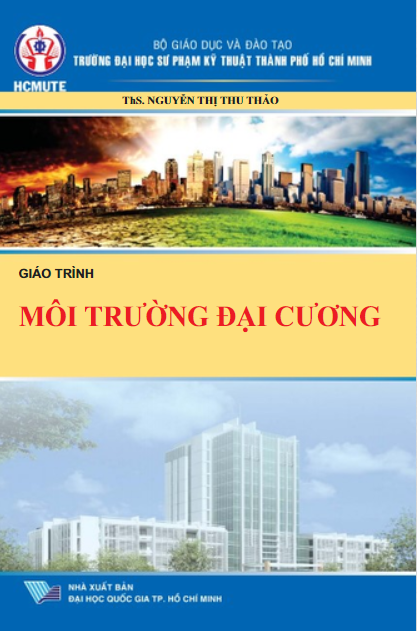 BỘ GIÁO DỤC VÀ ĐÀO TẠO
TRƯỜNG ĐẠI HỌC SƯ PHẠM KỸ THUẬT THÀNH PHỐ HỒ CHÍ MINH
HCMUTE
ThS. NGUYỄN THỊ THU THẢO
GIÁO TRÌNH
MÔI TRƯỜNG ĐẠI CƯƠNG
NHÀ XUẤT BẢN
ĐẠI HỌC QUỐC GIA TP. HỒ CHÍ MINH